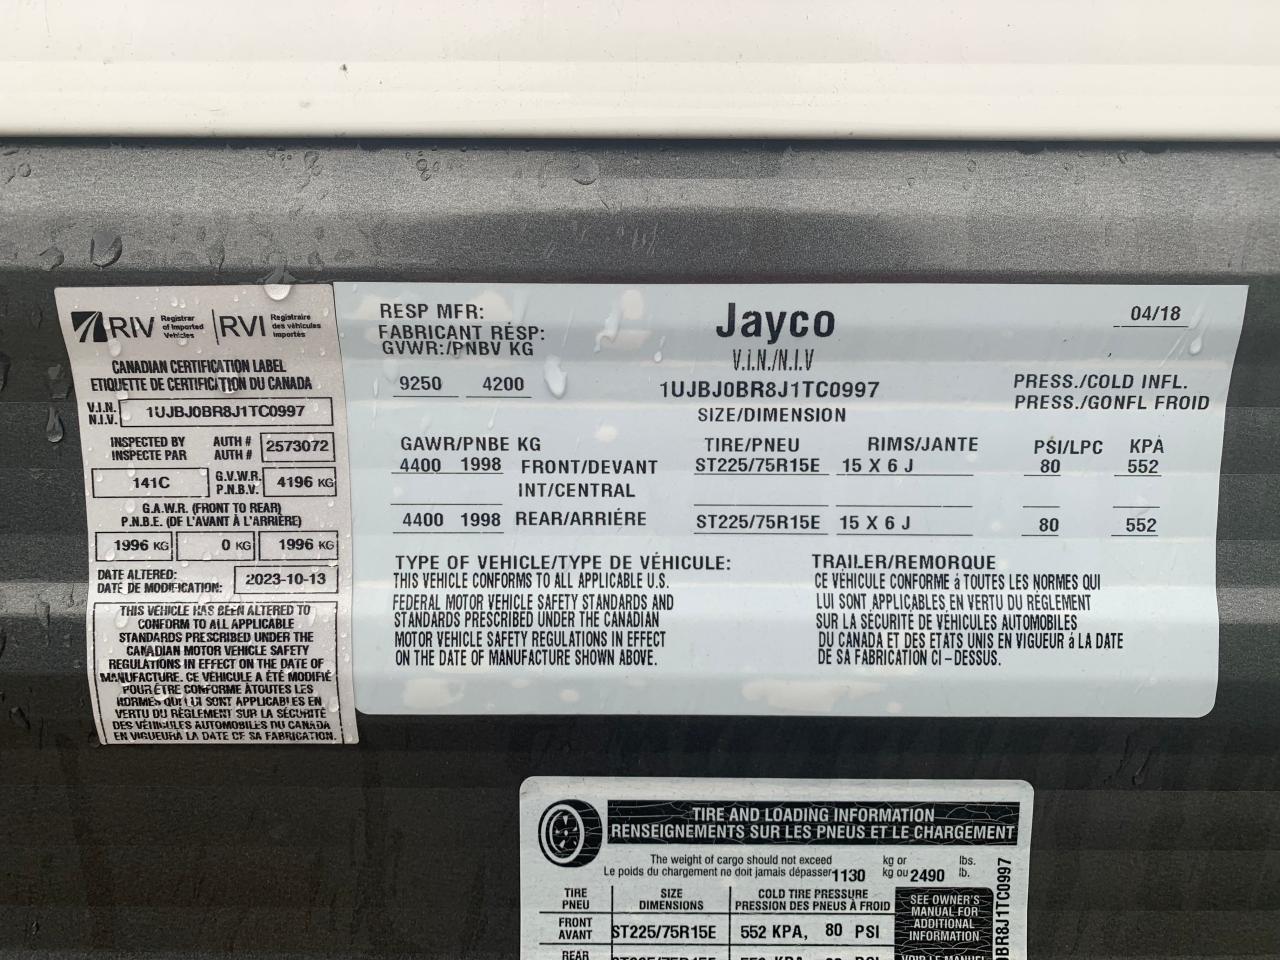 RIV Registrar of Imported Vehicles | RVI Registraire des véhicules importés
CANADIAN CERTIFICATION LABEL
ETIQUETTE DE CERTIFICATION DU CANADA
V.I.N. N.I.V. 1UJBJ0BR8J1TC0997
INSPECTED BY AUTH # 2573072
INSPECTE PAR AUTH #
141C G.V.W.R. P.N.B.V. 4196 KG
G.A.W.R. (FRONT TO REAR)
P.N.B.E. (DE L'AVANT À L'ARRIÈRE)
1996 KG 0 KG 1996 KG
DATE ALTERED: 2023-10-13
DATE DE MODIFICATION:
THIS VEHICLE HAS BEEN ALTERED TO
CONFORM TO ALL APPLICABLE
STANDARDS PRESCRIBED UNDER THE
CANADIAN MOTOR VEHICLE SAFETY
REGULATIONS IN EFFECT ON THE DATE OF
MANUFACTURE. CE VEHICULE A ÉTÉ MODIFIÉ
POUR ÊTRE CONFORME ÀTOUTES LES
NORMES QUI LUI SONT APPLICABLES EN
VERTU DU RÈGLEMENT SUR LA SÉCURITÉ
DES VÉHICULES AUTOMOBILES DU CANADA
EN VIGUEURÀ LA DATE DE SA FABRICATION.
RESP MFR: Jayco 04/18
FABRICANT RÉSP:
GVWR:/PNBV KG V.I.N./N.I.V
9250 4200 1UJBJ0BR8J1TC0997 PRESS./COLD INFL.
SIZE/DIMENSION PRESS./GONFL FROID
GAWR/PNBE KG TIRE/PNEU RIMS/JANTE PSI/LPC KPA
4400 1998 FRONT/DEVANT ST225/75R15E 15 X 6 J 80 552
INT/CENTRAL
4400 1998 REAR/ARRIÉRE ST225/75R15E 15 X 6 J 80 552
TYPE OF VEHICLE/TYPE DE VÉHICULE: TRAILER/REMORQUE
THIS VEHICLE CONFORMS TO ALL APPLICABLE U.S.
FEDERAL MOTOR VEHICLE SAFETY STANDARDS AND
STANDARDS PRESCRIBED UNDER THE CANADIAN
MOTOR VEHICLE SAFETY REGULATIONS IN EFFECT
ON THE DATE OF MANUFACTURE SHOWN ABOVE.
CE VÉHICULE CONFORME á TOUTES LES NORMES QUI
LUI SONT APPLICABLES EN VERTU DU RÈGLEMENT
SUR LA SÉCURITÉ DE VÉHICULES AUTOMOBILES
DU CANADA ET DES ETATS UNIS EN VIGUEUR á LA DATE
DE SA FABRICATION CI-DESSUS.
TIRE AND LOADING INFORMATION
RENSEIGNEMENTS SUR LES PNEUS ET LE CHARGEMENT
The weight of cargo should not exceed kg or lbs.
Le poids du chargement ne doit jamais dépasser 1130 kg ou 2490 lb.
TIRE SIZE COLD TIRE PRESSURE
PNEU DIMENSIONS PRESSION DES PNEUS À FROID
FRONT
AVANT ST225/75R15E 552 KPA, 80 PSI
REAR
SEE OWNER'S
MANUAL FOR
ADDITIONAL
INFORMATION
VOIR LE MANUEL
0BR8J1TC0997